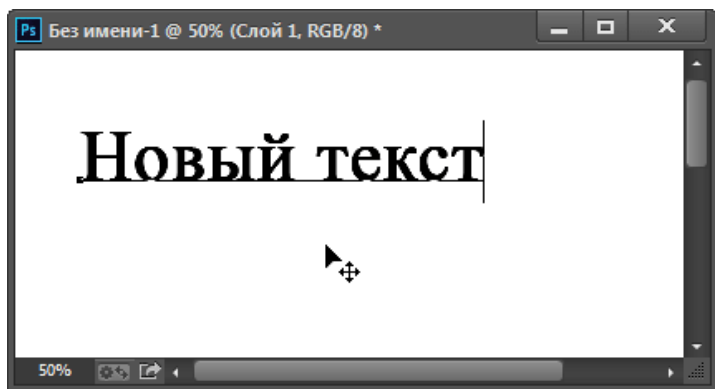 Ps Без имени-1 @ 50% (Слой 1, RGB/8) *
Новый текст
50%